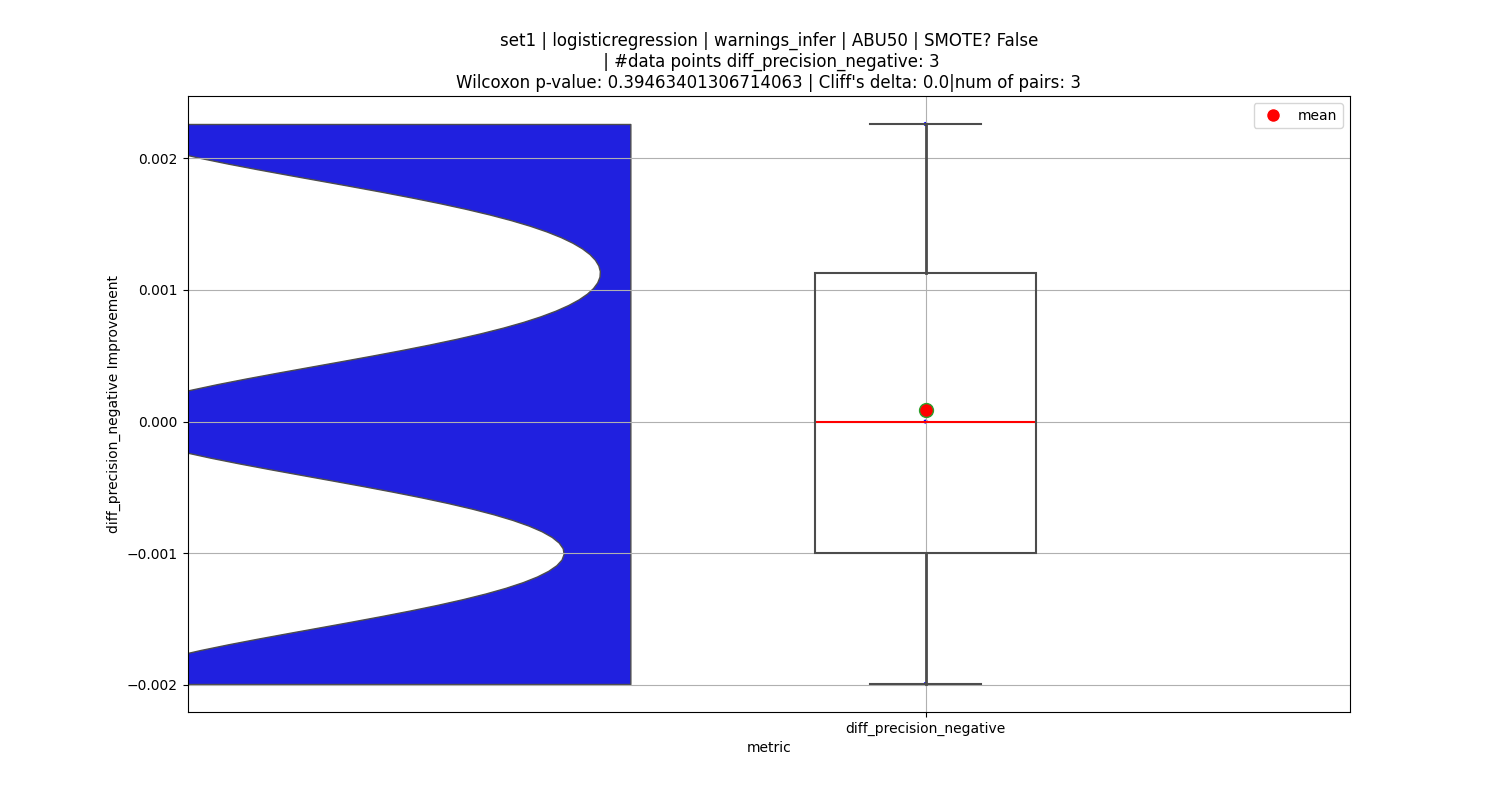 set1 | logisticregression | warnings_infer | ABU50 | SMOTE? False
| #data points diff_precision_negative: 3
Wilcoxon p-value: 0.39463401306714063 | Cliff's delta: 0.0|num of pairs: 3
mean
0.002
0.001
0.000
−0.001
−0.002
diff_precision_negative Improvement
diff_precision_negative
metric